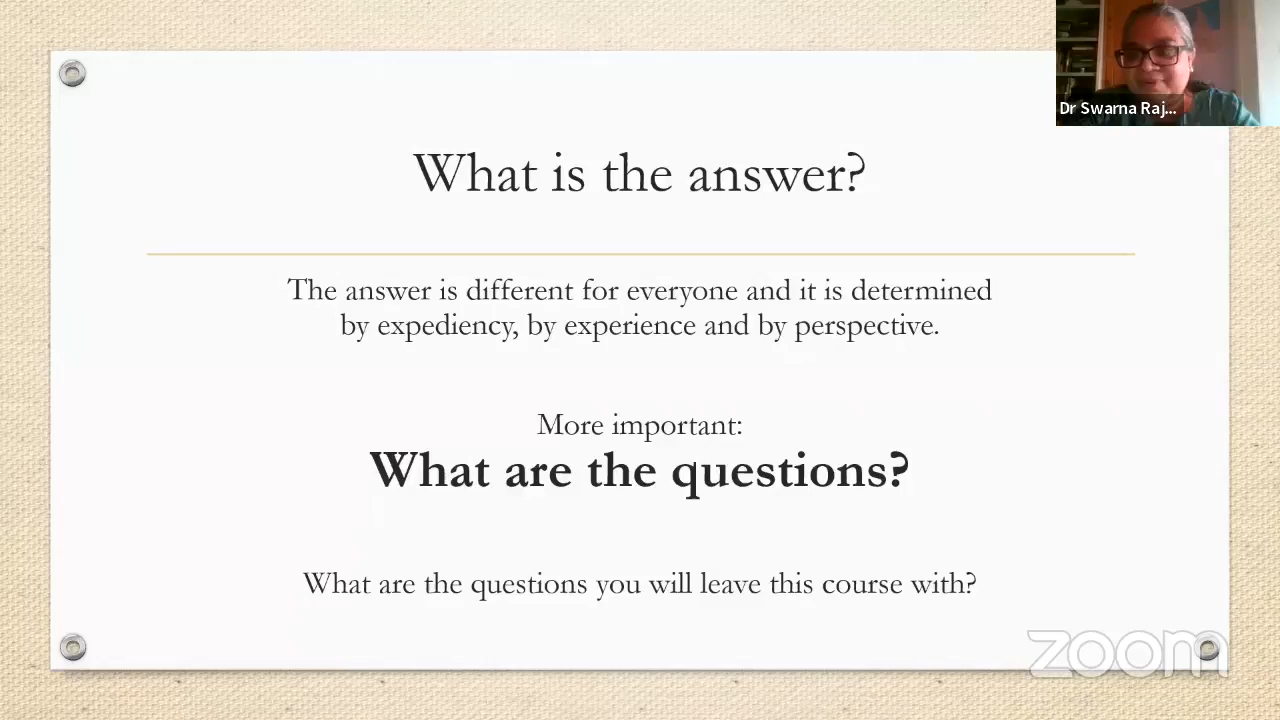 Dr Swarna Raj...
What is the answer?
The answer is different for everyone and it is determined
by expediency, by experience and by perspective.
More important:
What are the questions?
What are the questions you will leave this course with?
zoom